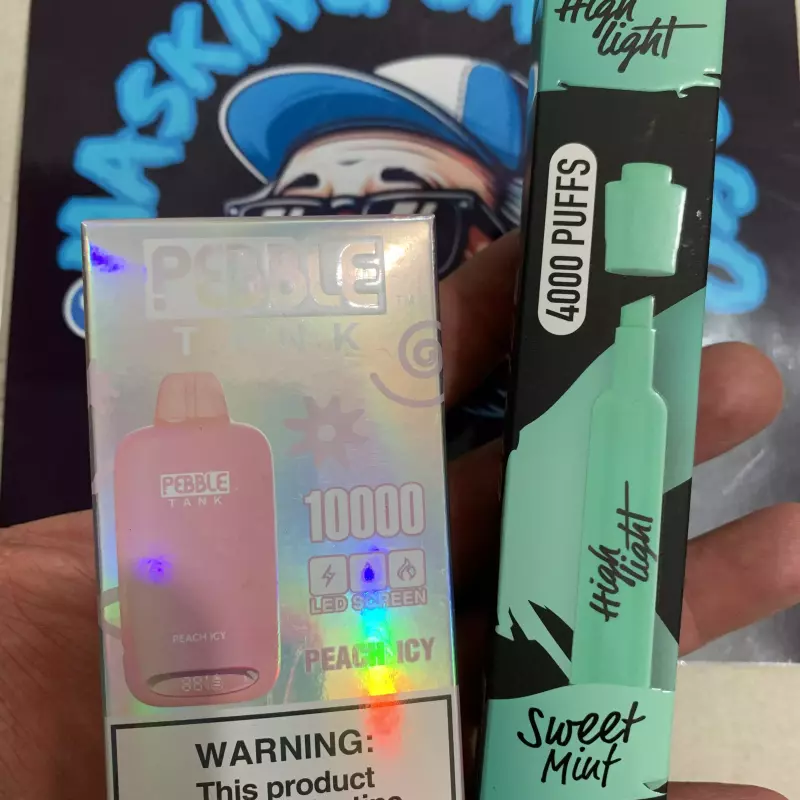 PEBBLE
TANK
PEBBLE
TANK
10000
LED SCREEN
PEACH ICY
PEACH ICY
WARNING:
This product
High
light
4000 PUFFS
High
light
Sweet
Mint